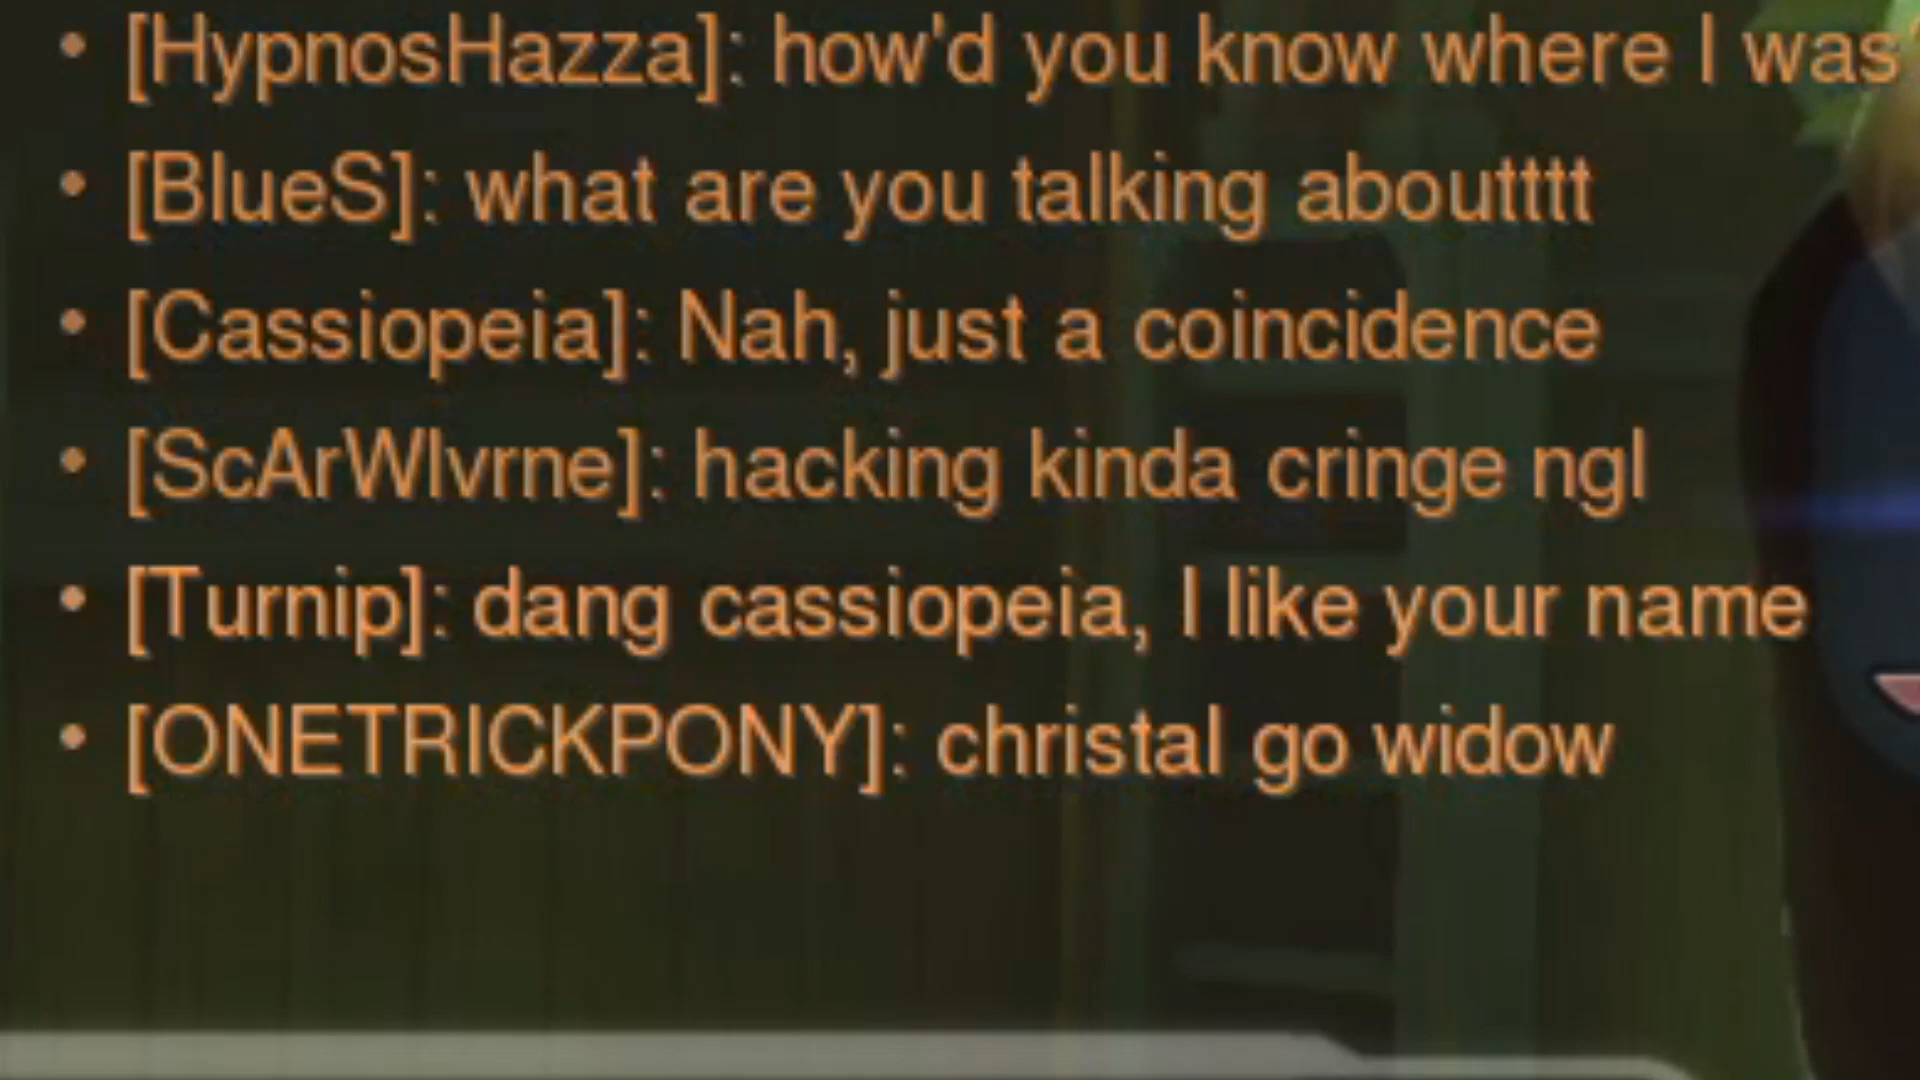 • [HypnosHazza]: how'd you know where I was
• [BlueS]: what are you talking aboutttt
• [Cassiopeia]: Nah, just a coincidence
• [ScArWlvrne]: hacking kinda cringe ngl
• [Turnip]: dang cassiopeia, I like your name
• [ONETRICKPONY]: christal go widow